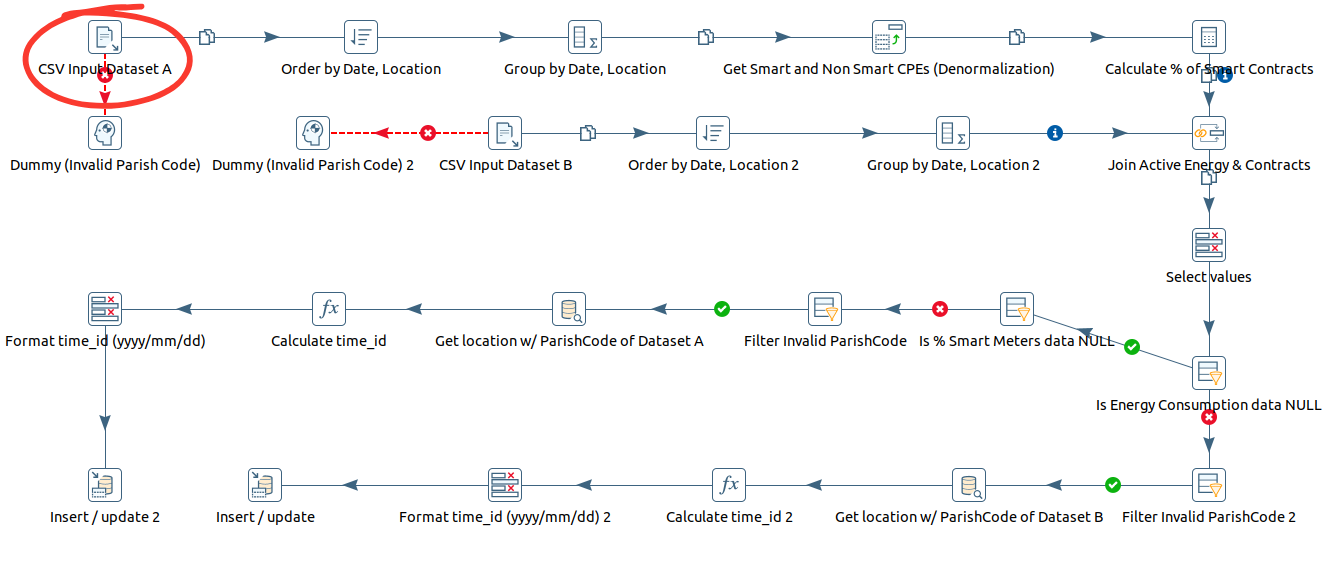 CSV Input Dataset A
Order by Date, Location
Group by Date, Location
Get Smart and Non Smart CPEs (Denormalization)
Calculate % of Smart Contracts
Dummy (Invalid Parish Code)
Dummy (Invalid Parish Code) 2
CSV Input Dataset B
Order by Date, Location 2
Group by Date, Location 2
Join Active Energy & Contracts
Select values
Format time_id (yyyy/mm/dd)
Calculate time_id
Get location w/ ParishCode of Dataset A
Filter Invalid ParishCode
Is % Smart Meters data NULL
Is Energy Consumption data NULL
Insert / update 2
Insert / update
Format time_id (yyyy/mm/dd) 2
Calculate time_id 2
Get location w/ ParishCode of Dataset B
Filter Invalid ParishCode 2